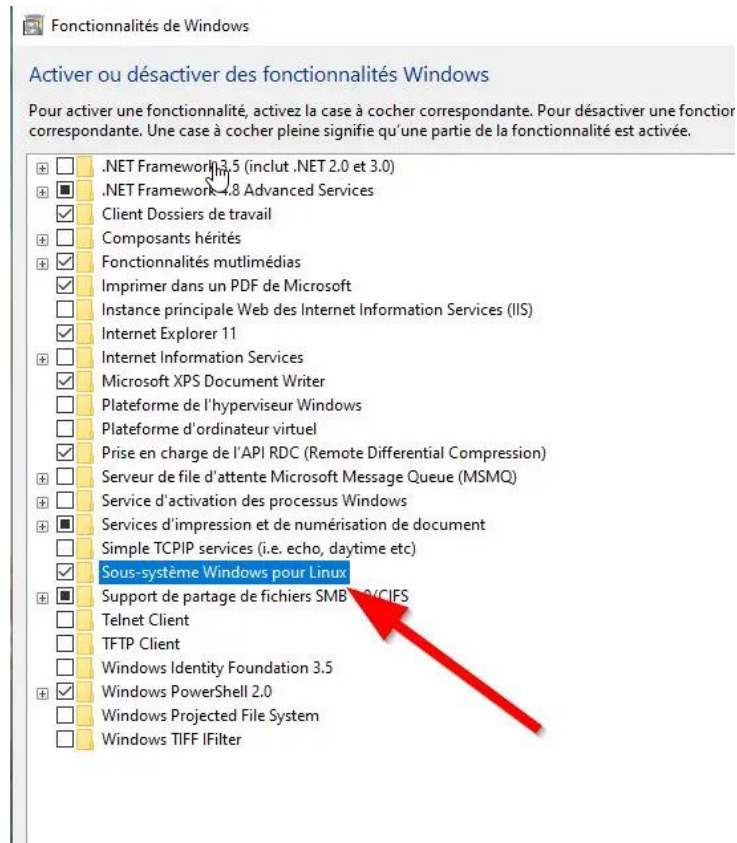 Fonctionnalités de Windows
Activer ou désactiver des fonctionnalités Windows
Pour activer une fonctionnalité, activez la case à cocher correspondante. Pour désactiver une fonction
correspondante. Une case à cocher pleine signifie qu'une partie de la fonctionnalité est activée.
.NET Framework 3.5 (inclut .NET 2.0 et 3.0)
.NET Framework 4.8 Advanced Services
Client Dossiers de travail
Composants hérités
Fonctionnalités mutlimédias
Imprimer dans un PDF de Microsoft
Instance principale Web des Internet Information Services (IIS)
Internet Explorer 11
Internet Information Services
Microsoft XPS Document Writer
Plateforme de l'hyperviseur Windows
Plateforme d'ordinateur virtuel
Prise en charge de l'API RDC (Remote Differential Compression)
Serveur de file d'attente Microsoft Message Queue (MSMQ)
Service d'activation des processus Windows
Services d'impression et de numérisation de document
Simple TCPIP services (i.e. echo, daytime etc)
Sous-système Windows pour Linux
Support de partage de fichiers SMB /CIFS
Telnet Client
TFTP Client
Windows Identity Foundation 3.5
Windows PowerShell 2.0
Windows Projected File System
Windows TIFF IFilter